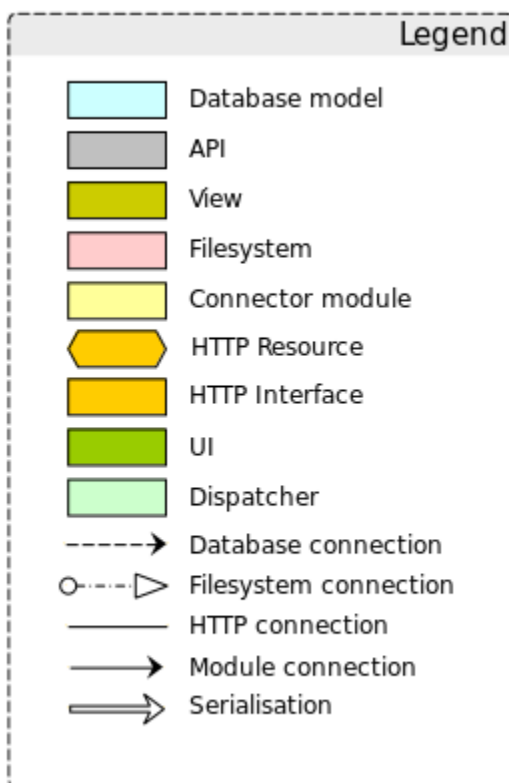 Legend
Database model
API
View
Filesystem
Connector module
HTTP Resource
HTTP Interface
UI
Dispatcher
Database connection
Filesystem connection
HTTP connection
Module connection
Serialisation